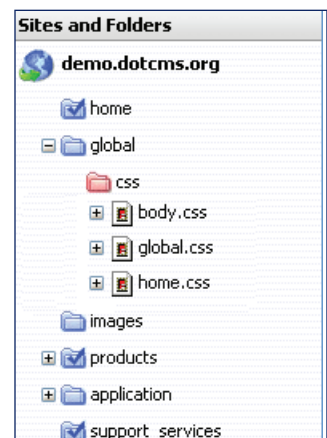 Sites and Folders
demo.dotcms.org
home
global
css
body.css
global.css
home.css
images
products
application
support_services